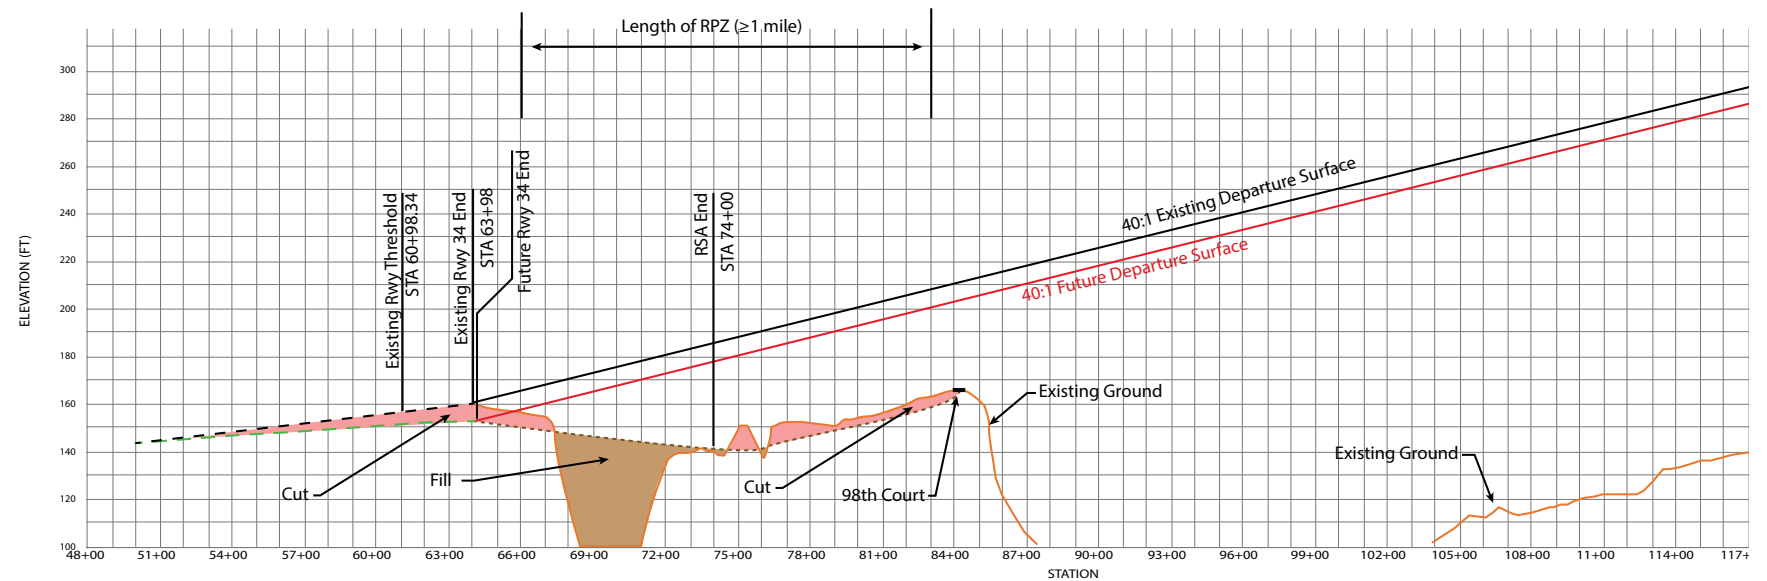 Length of RPZ (≥1 mile)
300
280
260
240
220
200
180
160
140
120
100
ELEVATION (FT)
Existing Rwy Threshold
STA 60+98.34
Existing Rwy 34 End
STA 63+98
Future Rwy 34 End
RSA End
STA 74+00
40:1 Existing Departure Surface
40:1 Future Departure Surface
Existing Ground
Existing Ground
Cut
Fill
Cut
98th Court
48+00 51+00 54+00 57+00 60+00 63+00 66+00 69+00 72+00 75+00 78+00 81+00 84+00 87+00 90+00 93+00 96+00 99+00 102+00 105+00 108+00 11+00 114+00 117+
STATION